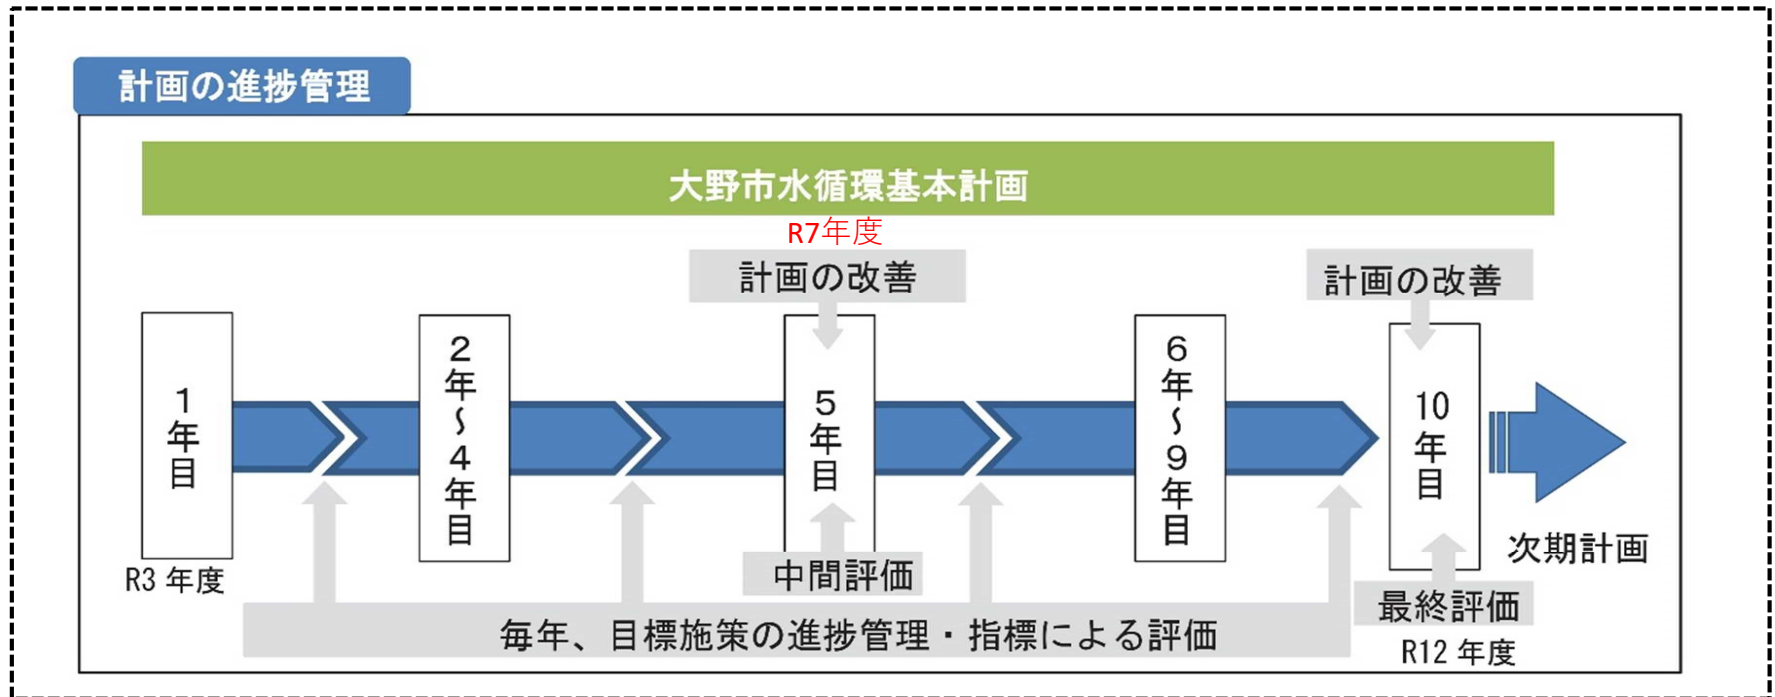 計画の進捗管理
大野市水循環基本計画
R7年度
計画の改善
計画の改善
1年目
2年～4年目
5年目
6年～9年目
10年目
R3 年度
中間評価
次期計画
最終評価
毎年、目標施策の進捗管理・指標による評価
R12 年度